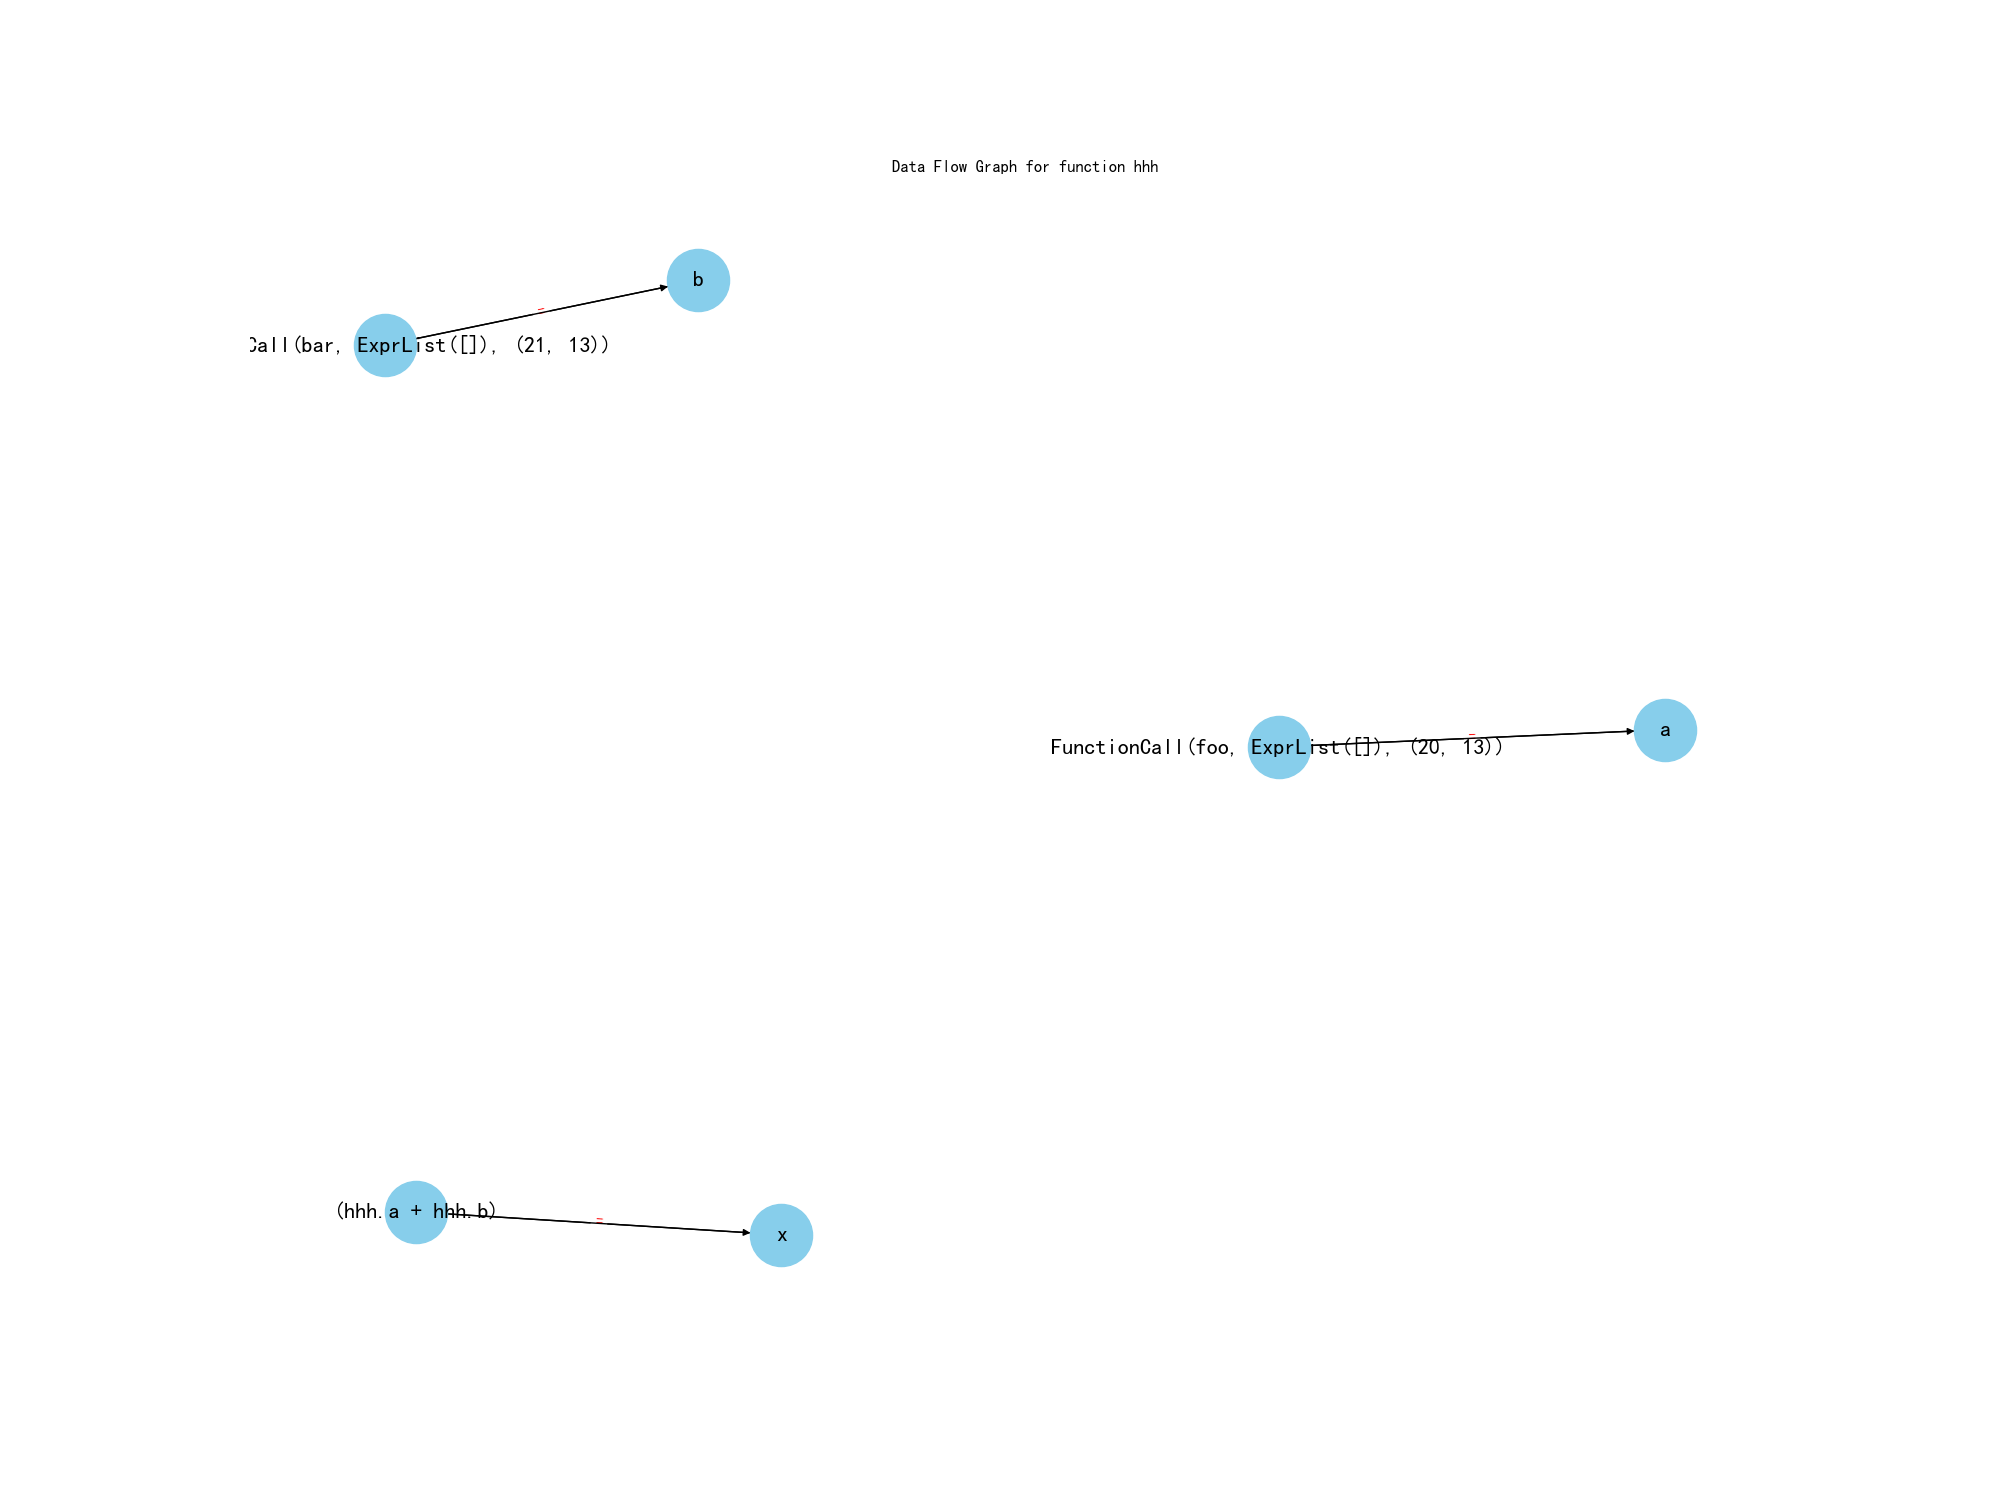 Data Flow Graph for function hhh
b
=
Call(bar, ExprList([]), (21, 13))
a
=
FunctionCall(foo, ExprList([]), (20, 13))
(hhh.a + hhh.b)
=
x